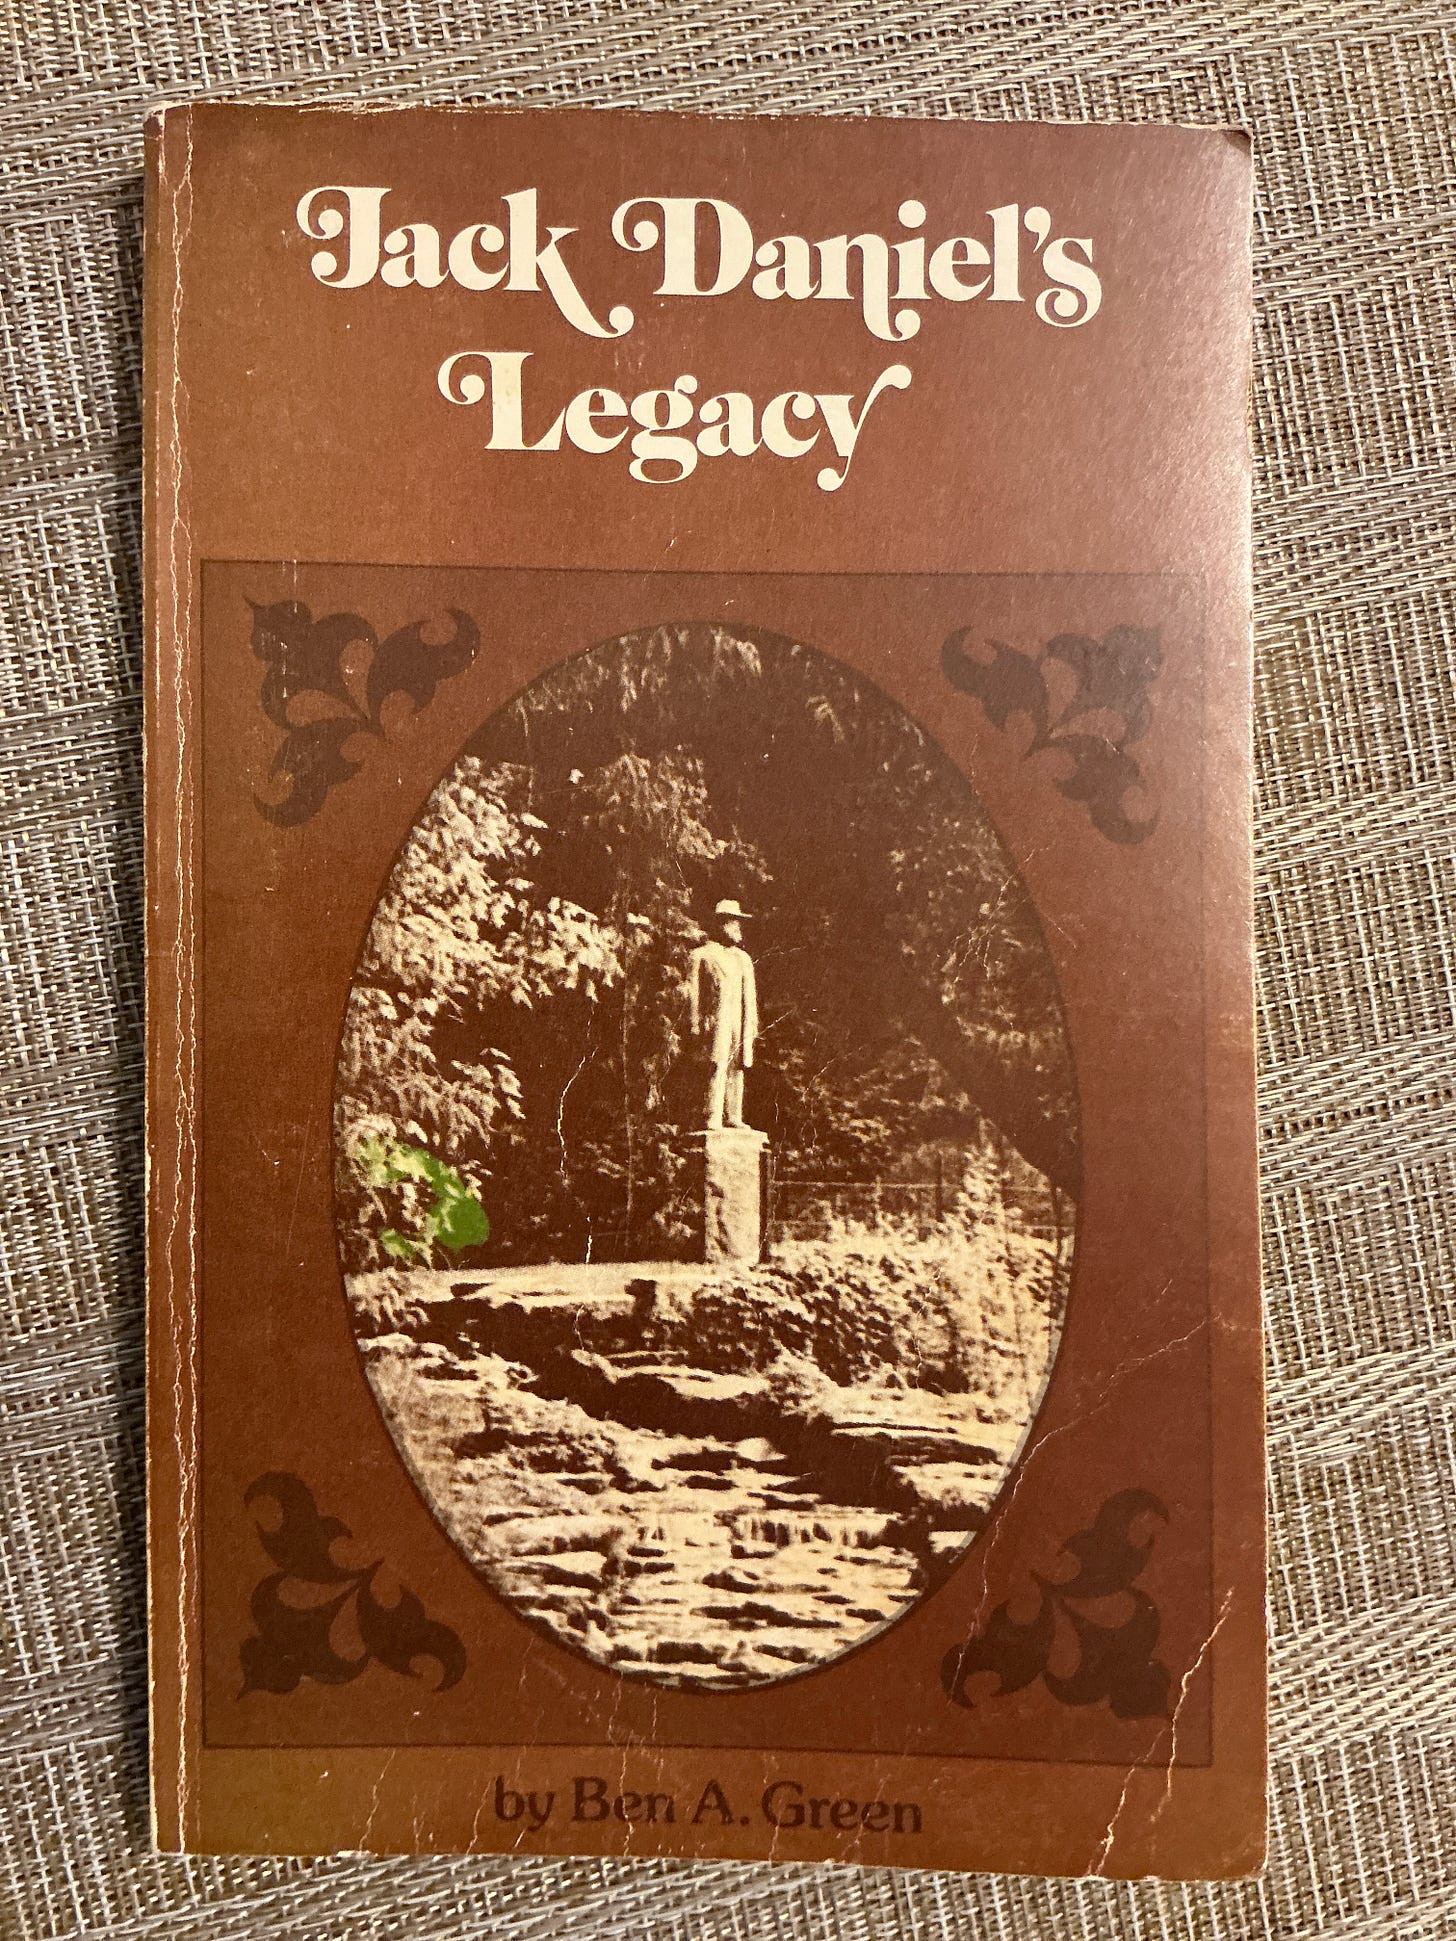 Jack Daniel's
Legacy
by Ben A. Green